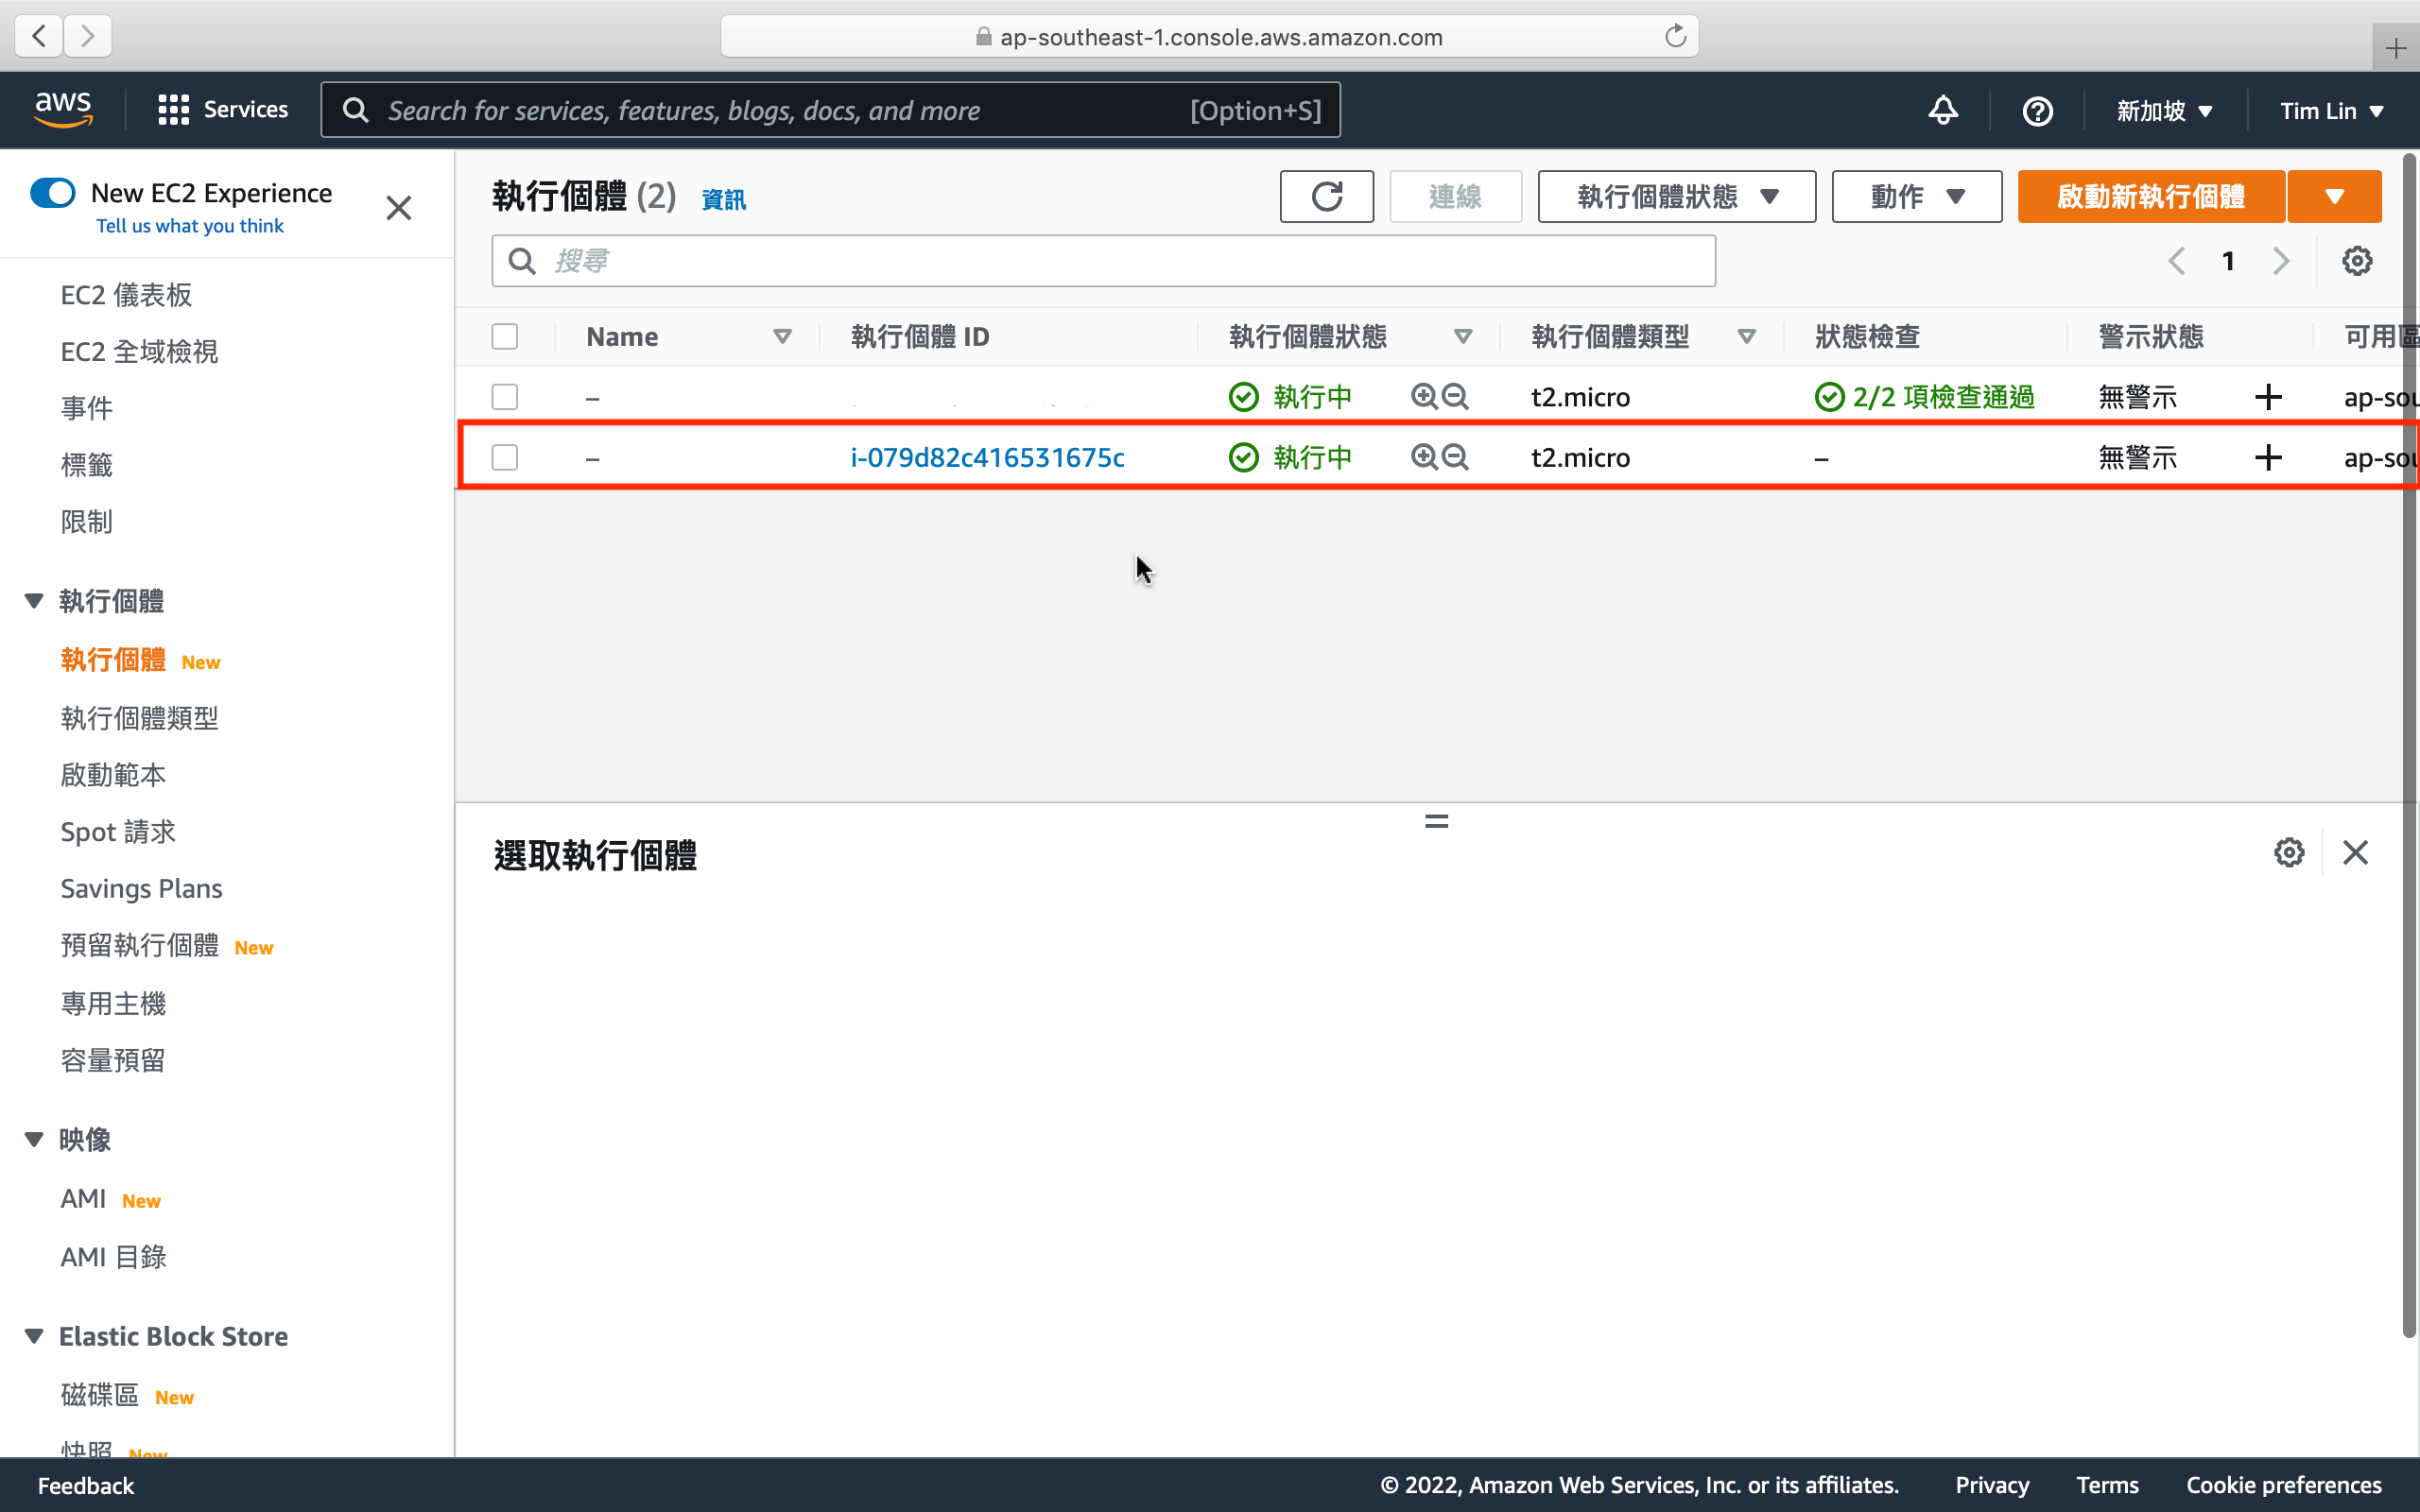 ap-southeast-1.console.aws.amazon.com
aws
Services
Search for services, features, blogs, docs, and more
[Option+S]
新加坡
Tim Lin
New EC2 Experience
Tell us what you think
EC2 儀表板
EC2 全域檢視
事件
標籤
限制
執行個體
執行個體 New
執行個體類型
啟動範本
Spot 請求
Savings Plans
預留執行個體 New
專用主機
容量預留
映像
AMI New
AMI 目錄
Elastic Block Store
磁碟區 New
快照 New
執行個體 (2) 資訊
連線
執行個體狀態
動作
啟動新執行個體
搜尋
1
Name 執行個體 ID 執行個體狀態 執行個體類型 狀態檢查 警示狀態 可用區
– 執行中 t2.micro 2/2 項檢查通過 無警示 ap-sou
– i-079d82c416531675c 執行中 t2.micro – 無警示 ap-sou
選取執行個體
Feedback
© 2022, Amazon Web Services, Inc. or its affiliates.
Privacy
Terms
Cookie preferences